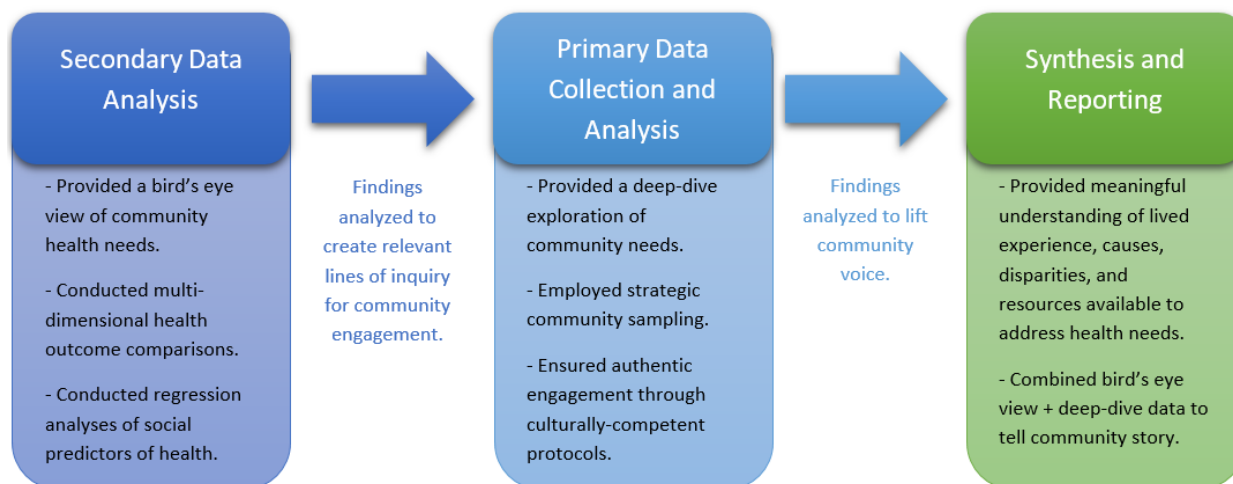 Secondary Data
Analysis
- Provided a bird's eye
view of community
health needs.
- Conducted multi-
dimensional health
outcome comparisons.
- Conducted regression
analyses of social
predictors of health.
Findings
analyzed to
create relevant
lines of inquiry
for community
engagement.
Primary Data
Collection and
Analysis
- Provided a deep-dive
exploration of
community needs.
- Employed strategic
community sampling.
- Ensured authentic
engagement through
culturally-competent
protocols.
Findings
analyzed to lift
community
voice.
Synthesis and
Reporting
- Provided meaningful
understanding of lived
experience, causes,
disparities, and
resources available to
address health needs.
- Combined bird's eye
view + deep-dive data to
tell community story.